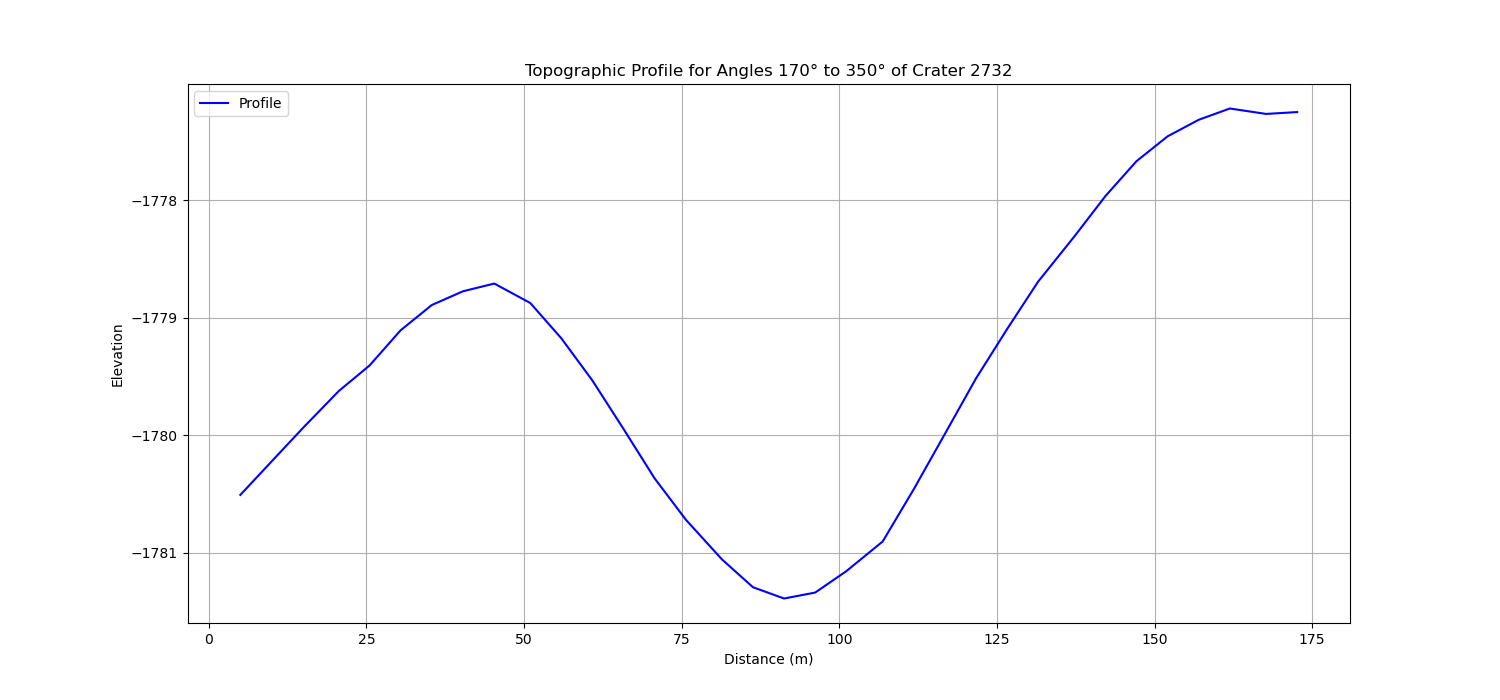 Topographic Profile for Angles 170° to 350° of Crater 2732
Profile
−1778
−1779
−1780
−1781
Elevation
0 25 50 75 100 125 150 175
Distance (m)